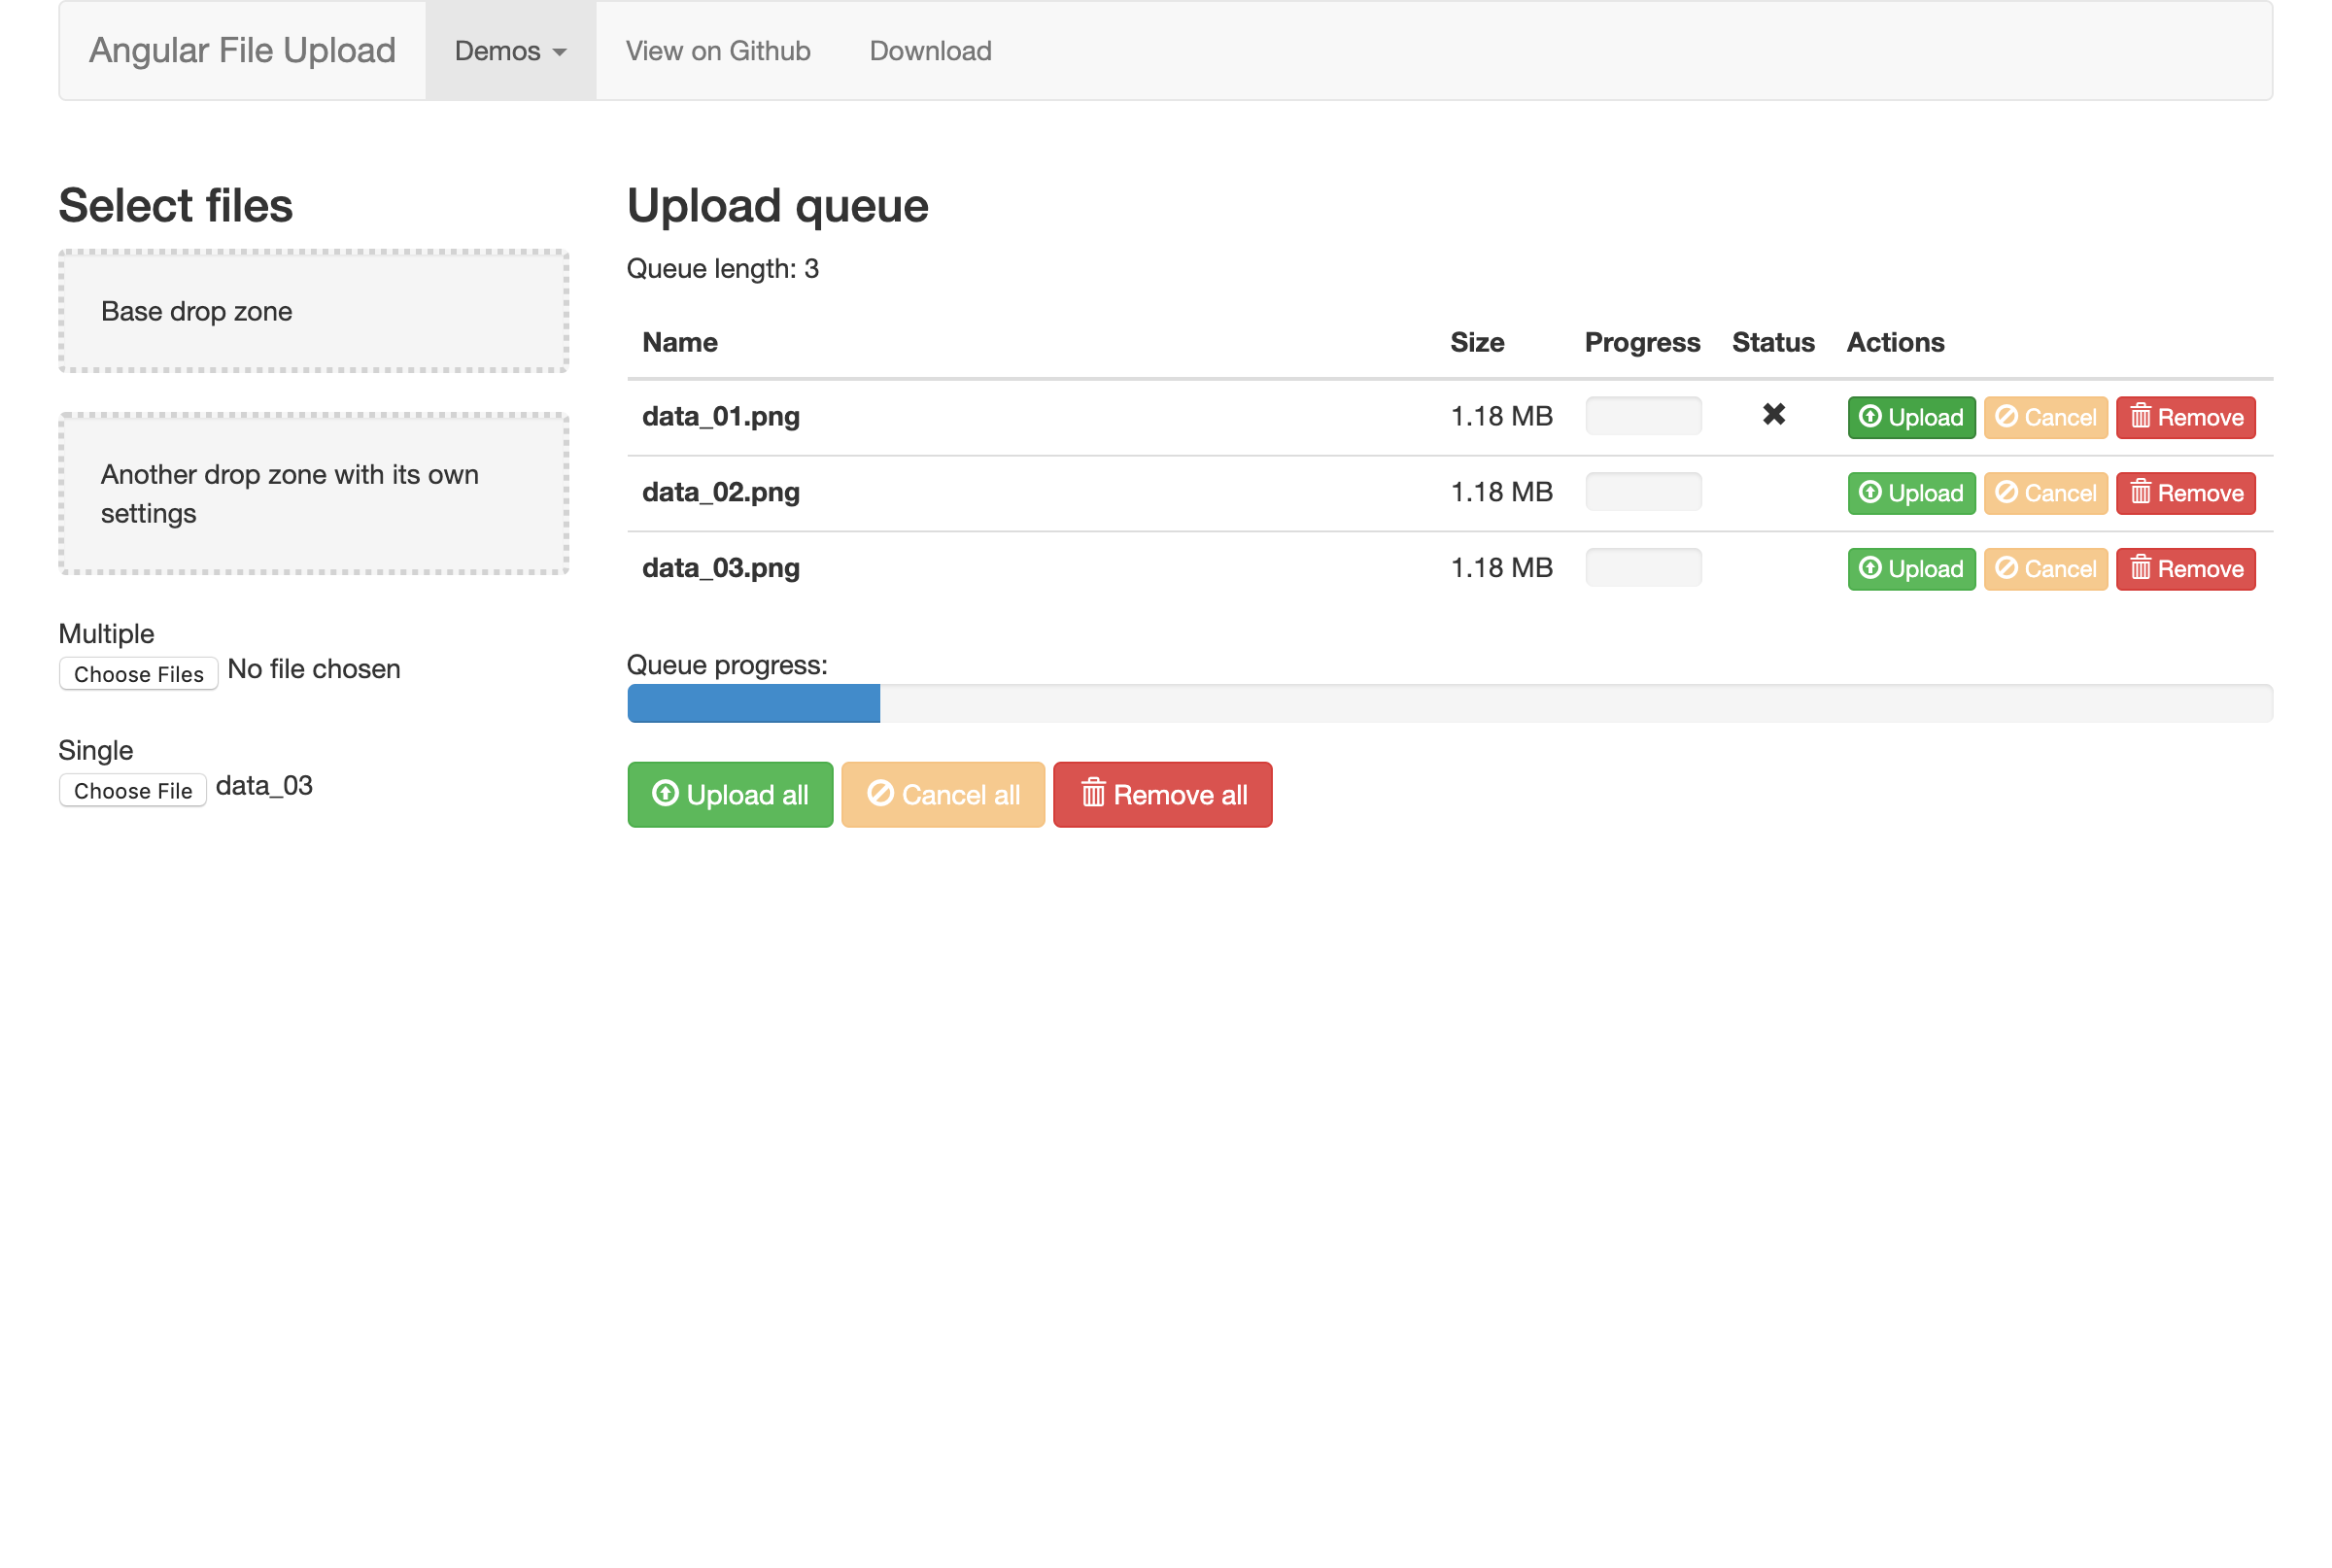 Angular File Upload Demos View on Github Download
Select files
Base drop zone
Another drop zone with its own
settings
Multiple
Choose Files No file chosen
Single
Choose File data_03
Upload queue
Queue length: 3
Name Size Progress Status Actions
data_01.png 1.18 MB Upload Cancel Remove
data_02.png 1.18 MB Upload Cancel Remove
data_03.png 1.18 MB Upload Cancel Remove
Queue progress:
Upload all Cancel all Remove all